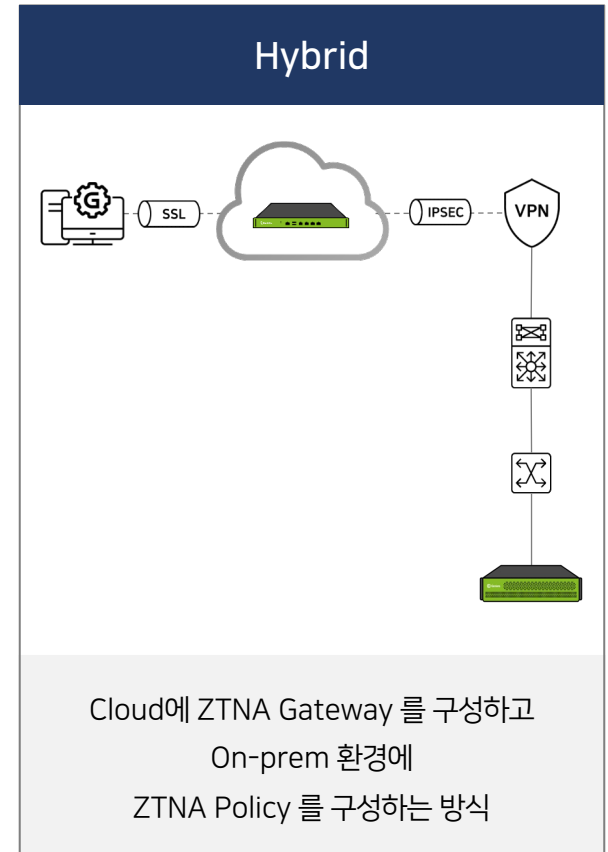 Hybrid
G
SSL
IPSEC
VPN
Cloud에 ZTNA Gateway 를 구성하고
On-prem 환경에
ZTNA Policy 를 구성하는 방식